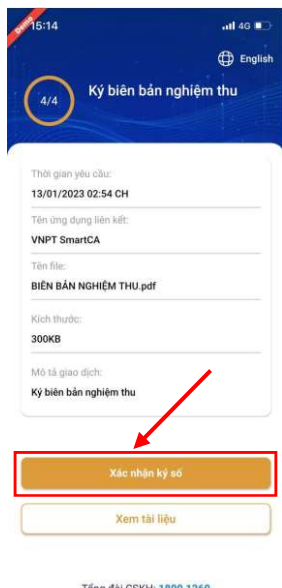 Demo
15:14
4G
English
4/4
Ký biên bản nghiệm thu
Thời gian yêu cầu:
13/01/2023 02:54 CH
Tên ứng dụng liên kết:
VNPT SmartCA
Tên file:
BIÊN BẢN NGHIỆM THU.pdf
Kích thước:
300KB
Mô tả giao dịch:
Ký biên bản nghiệm thu
Xác nhận ký số
Xem tài liệu
Tổng đài CSKH: 1800 1260